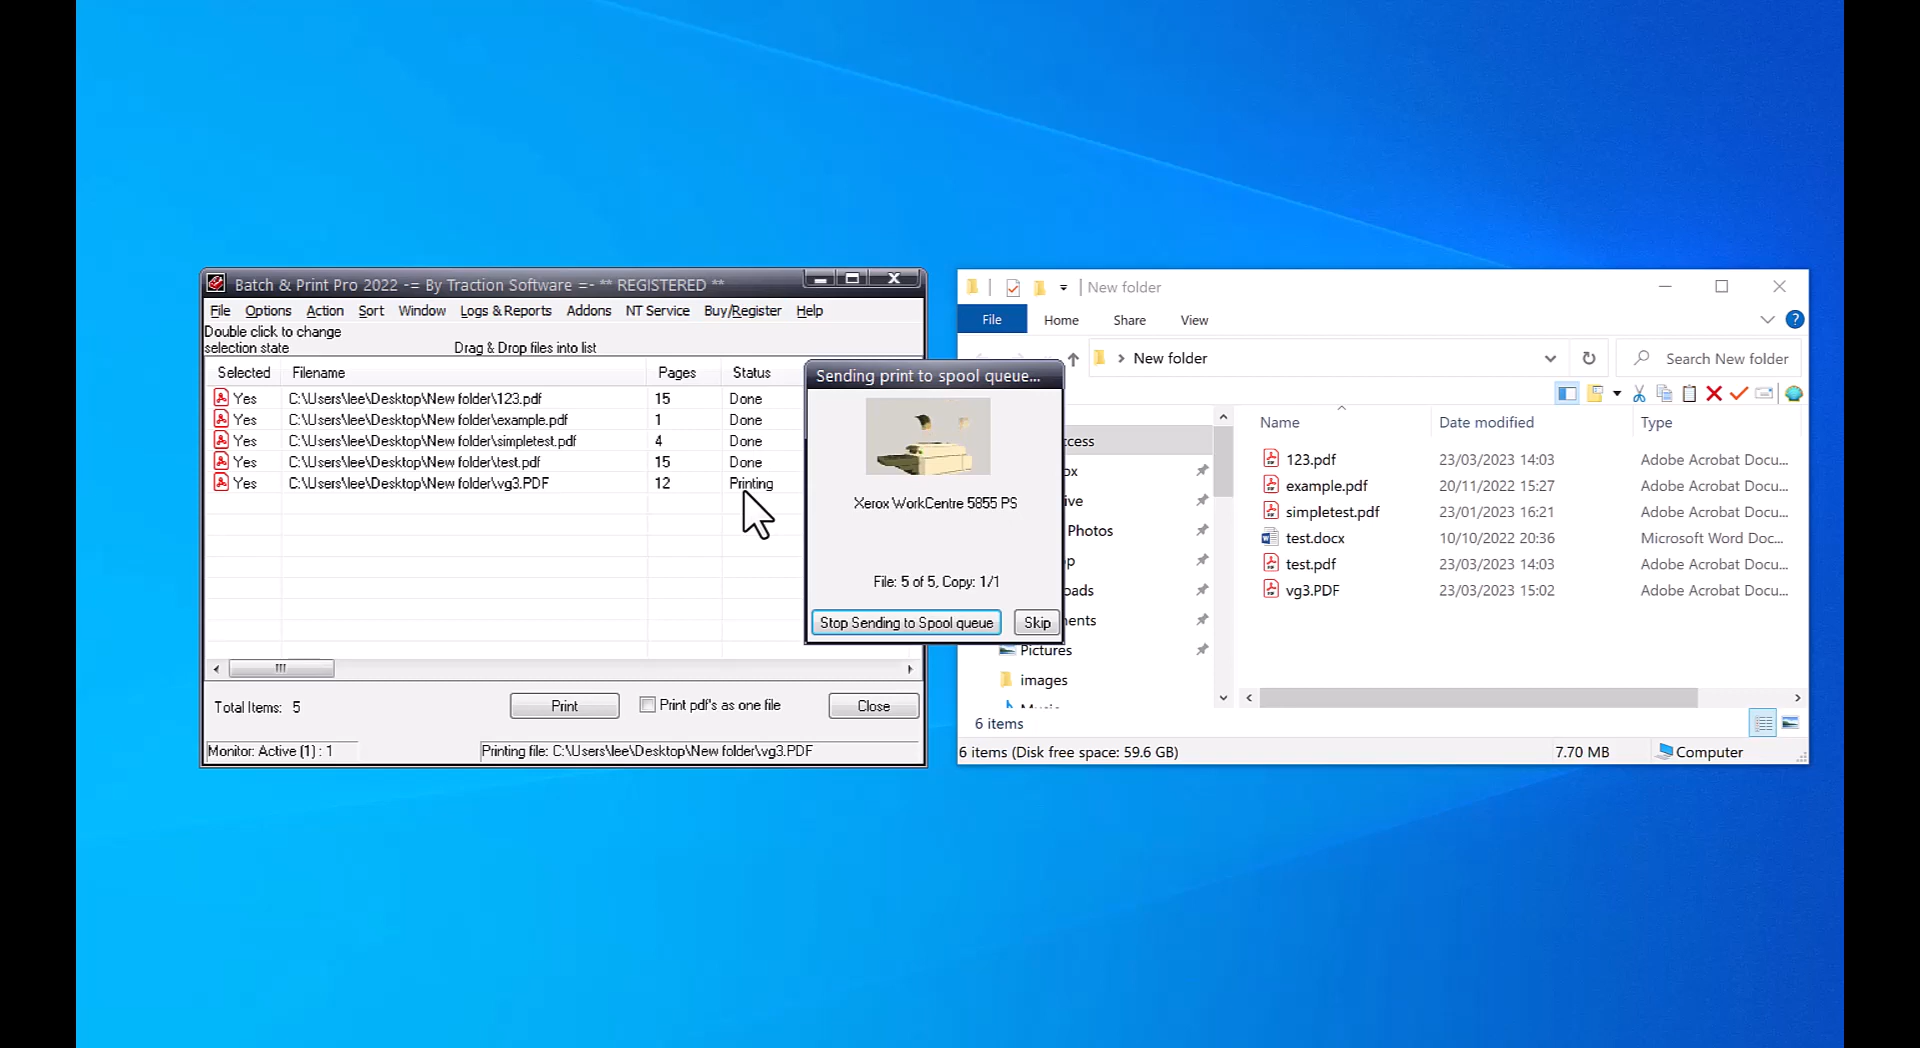 Batch & Print Pro 2022 -= By Traction Software =- ** REGISTERED **
File Options Action Sort Window Logs & Reports Addons NT Service Buy/Register Help
Double click to change
selection state
Drag & Drop files into list
Selected Filename Pages Status
Yes C:\Users\lee\Desktop\New folder\123.pdf 15 Done
Yes C:\Users\lee\Desktop\New folder\example.pdf 1 Done
Yes C:\Users\lee\Desktop\New folder\simpletest.pdf 4 Done
Yes C:\Users\lee\Desktop\New folder\test.pdf 15 Done
Yes C:\Users\lee\Desktop\New folder\vg3.PDF 12 Printing
Total Items: 5
Print
Print pdf's as one file
Close
Monitor: Active (1) : 1
Printing file: C:\Users\lee\Desktop\New folder\vg3.PDF
Sending print to spool queue...
Xerox WorkCentre 5855 PS
File: 5 of 5, Copy: 1/1
Stop Sending to Spool queue
Skip
New folder
File Home Share View
New folder
Search New folder
Name Date modified Type
123.pdf 23/03/2023 14:03 Adobe Acrobat Docu...
example.pdf 20/11/2022 15:27 Adobe Acrobat Docu...
simpletest.pdf 23/01/2023 16:21 Adobe Acrobat Docu...
test.docx 10/10/2022 20:36 Microsoft Word Doc...
test.pdf 23/03/2023 14:03 Adobe Acrobat Docu...
vg3.PDF 23/03/2023 15:02 Adobe Acrobat Docu...
ccess
ox
ive
Photos
p
oads
ments
Pictures
images
6 items
6 items (Disk free space: 59.6 GB)
7.70 MB
Computer